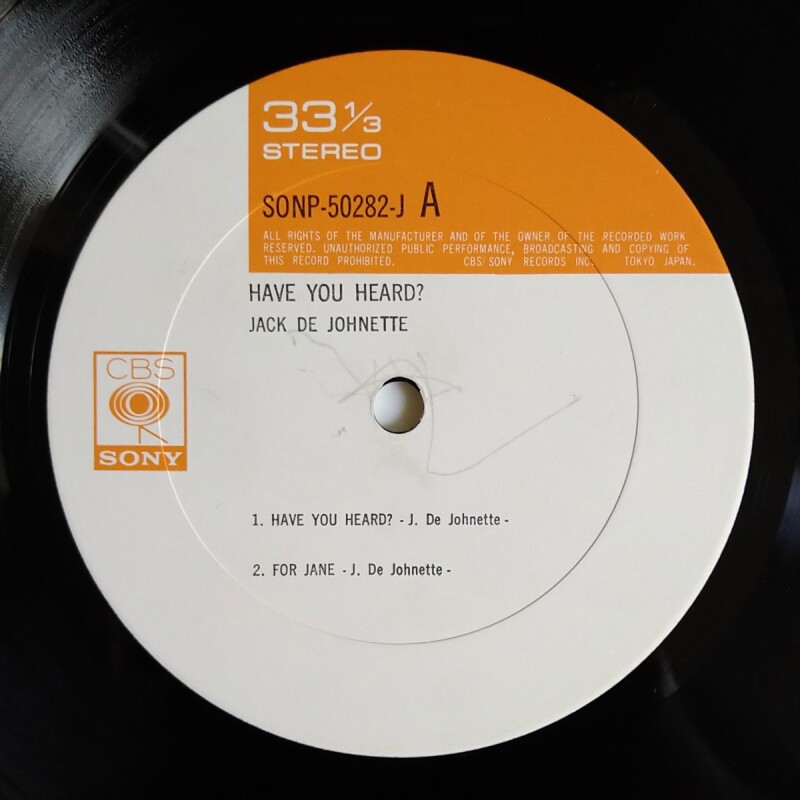 33 1/3
STEREO
SONP-50282-J A
ALL RIGHTS OF THE MANUFACTURER AND OF THE OWNER OF THE RECORDED WORK
RESERVED. UNAUTHORIZED PUBLIC PERFORMANCE, BROADCASTING AND COPYING OF
THIS RECORD PROHIBITED. CBS/SONY RECORDS INC. TOKYO JAPAN.
HAVE YOU HEARD?
JACK DE JOHNETTE
CBS
SONY
1. HAVE YOU HEARD? - J. De Johnette -
2. FOR JANE - J. De Johnette -